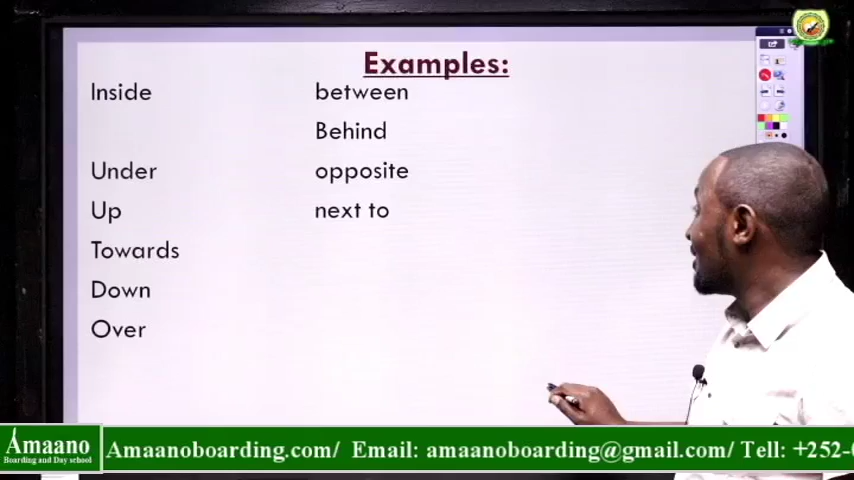 Examples:
Inside between
Behind
Under opposite
Up next to
Towards
Down
Over
Amaano
Boarding and Day school
Amaanoboarding.com/ Email: amaanoboarding@gmail.com/ Tell: +252-